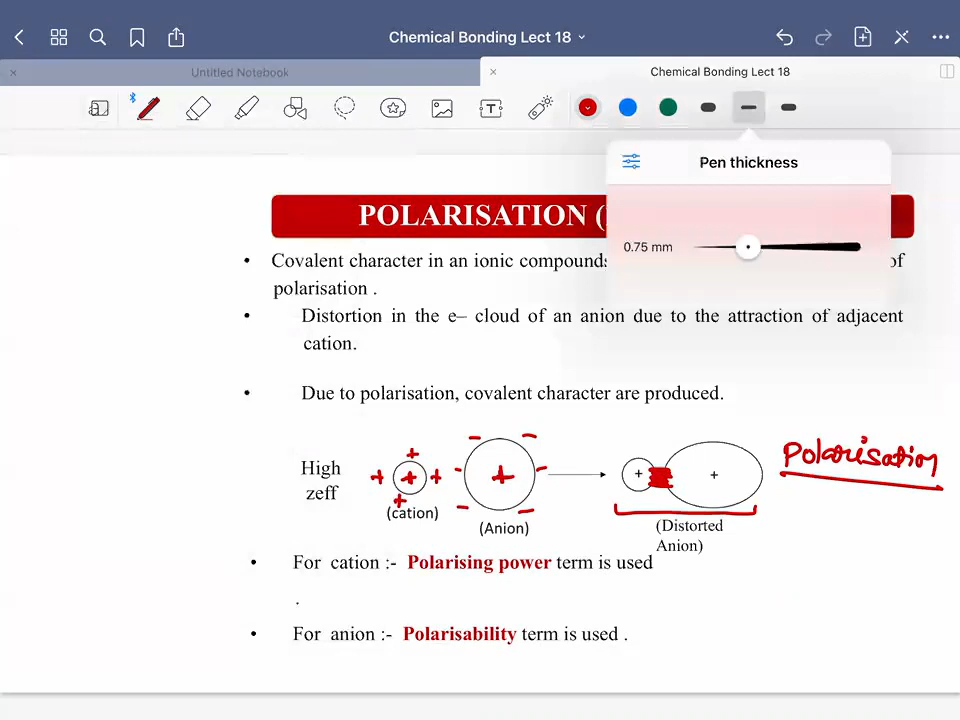 Chemical Bonding Lect 18
Untitled Notebook
Chemical Bonding Lect 18
T
Pen thickness
0.75 mm
POLARISATION (
• Covalent character in an ionic compounds of
polarisation .
• Distortion in the e– cloud of an anion due to the attraction of adjacent
cation.
• Due to polarisation, covalent character are produced.
High
zeff
+ + + + +
(cation)
- - - - - - +
(Anion)
+ +
(Distorted
Anion)
Polarisation
• For cation :- Polarising power term is used
.
• For anion :- Polarisability term is used .